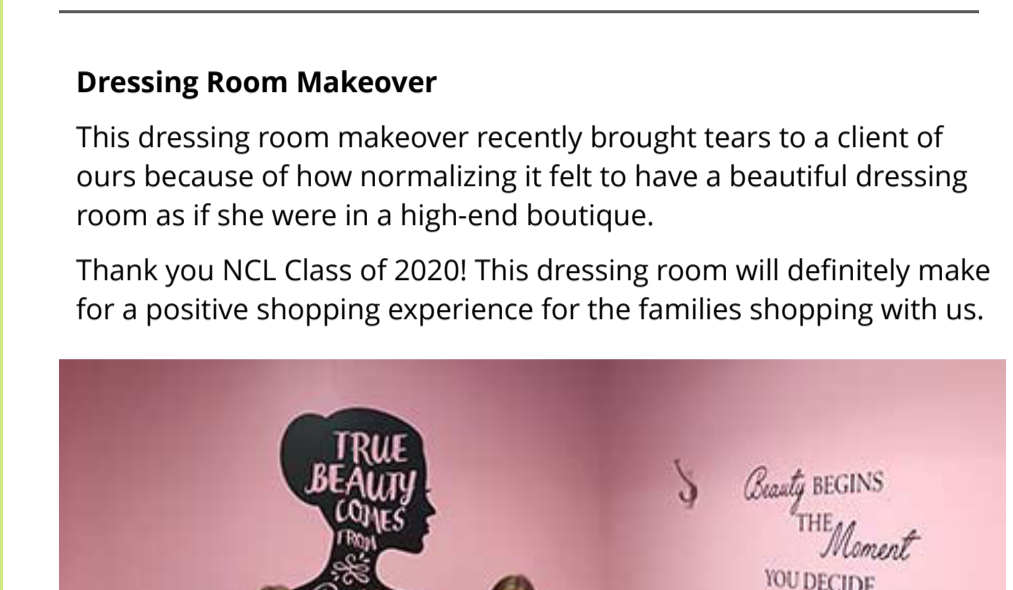 Dressing Room Makeover
This dressing room makeover recently brought tears to a client of
ours because of how normalizing it felt to have a beautiful dressing
room as if she were in a high-end boutique.
Thank you NCL Class of 2020! This dressing room will definitely make
for a positive shopping experience for the families shopping with us.
TRUE
BEAUTY
COMES
FROM
Beauty BEGINS
THE
Moment
YOU DECIDE